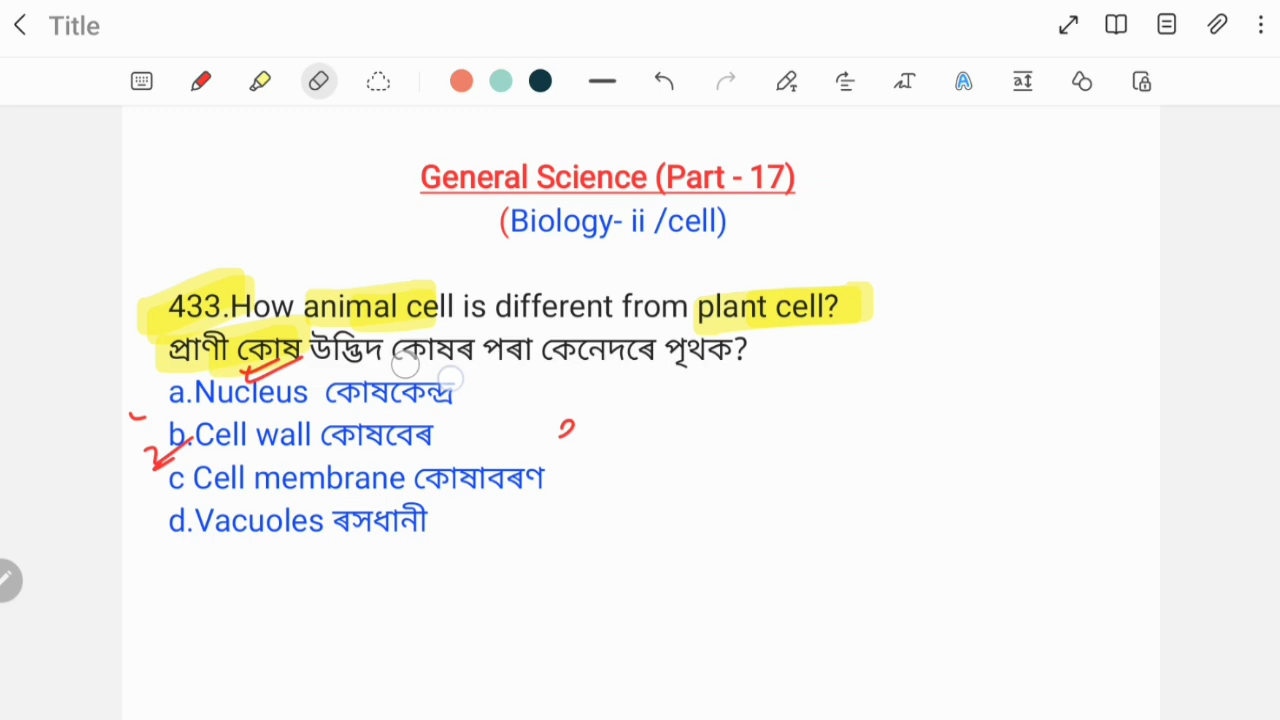 Title
General Science (Part - 17)
(Biology- ii /cell)
433.How animal cell is different from plant cell?
প্ৰাণী কোষ উদ্ভিদ কোষৰ পৰা কেনেদৰে পৃথক?
a.Nucleus কোষকেন্দ্ৰ
b.Cell wall কোষবেৰ
c Cell membrane কোষাবৰণ
d.Vacuoles ৰসধানী